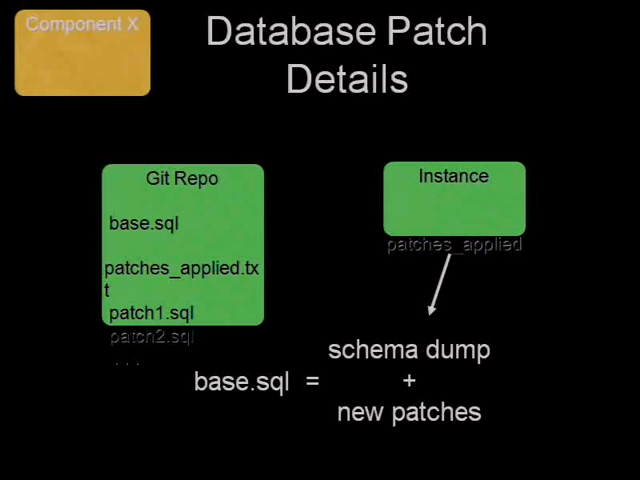 Component X
Database Patch
Details
Git Repo
base.sql
patches_applied.tx
t
patch1.sql
patch2.sql
...
Instance
patches_applied
schema dump
base.sql = +
new patches